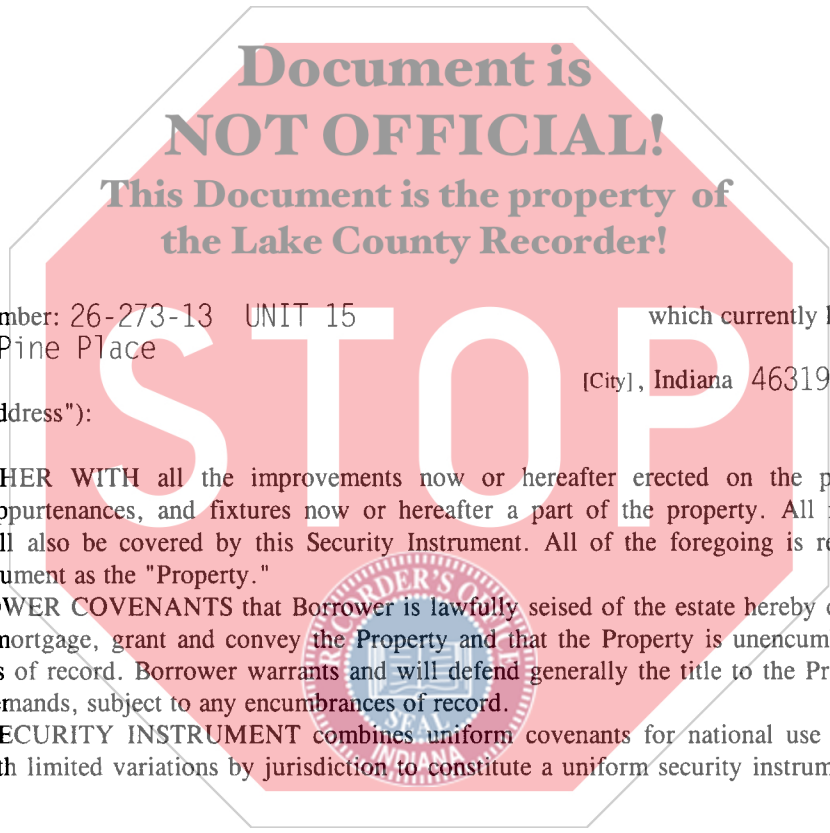 Document is
NOT OFFICIAL!
This Document is the property of
the Lake County Recorder!
STOP
mber: 26-273-13 UNIT 15 which currently
Pine Place
[City], Indiana 46319
ddress"):
HER WITH all the improvements now or hereafter erected on the p
ppurtenances, and fixtures now or hereafter a part of the property. All
ll also be covered by this Security Instrument. All of the foregoing is re
ument as the "Property."
OWER COVENANTS that Borrower is lawfully seised of the estate hereby
mortgage, grant and convey the Property and that the Property is unencum
s of record. Borrower warrants and will defend generally the title to the Pr
emands, subject to any encumbrances of record.
ECURITY INSTRUMENT combines uniform covenants for national use
th limited variations by jurisdiction to constitute a uniform security instrum
RECORDER'S OFFICE
SEAL
INDIANA